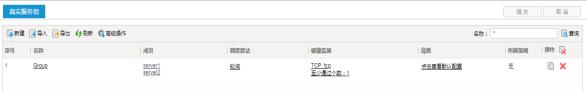 真实服务组
提 交
取 消
新建 导入 导出 刷新 高级操作
名称： * 查询
序号 名称 成员 调度算法 健康监测 品质 所属策略 操作
1 Group server1 轮询 TCP_tcp 点击查看默认配置 无
server2 至少通过个数：1